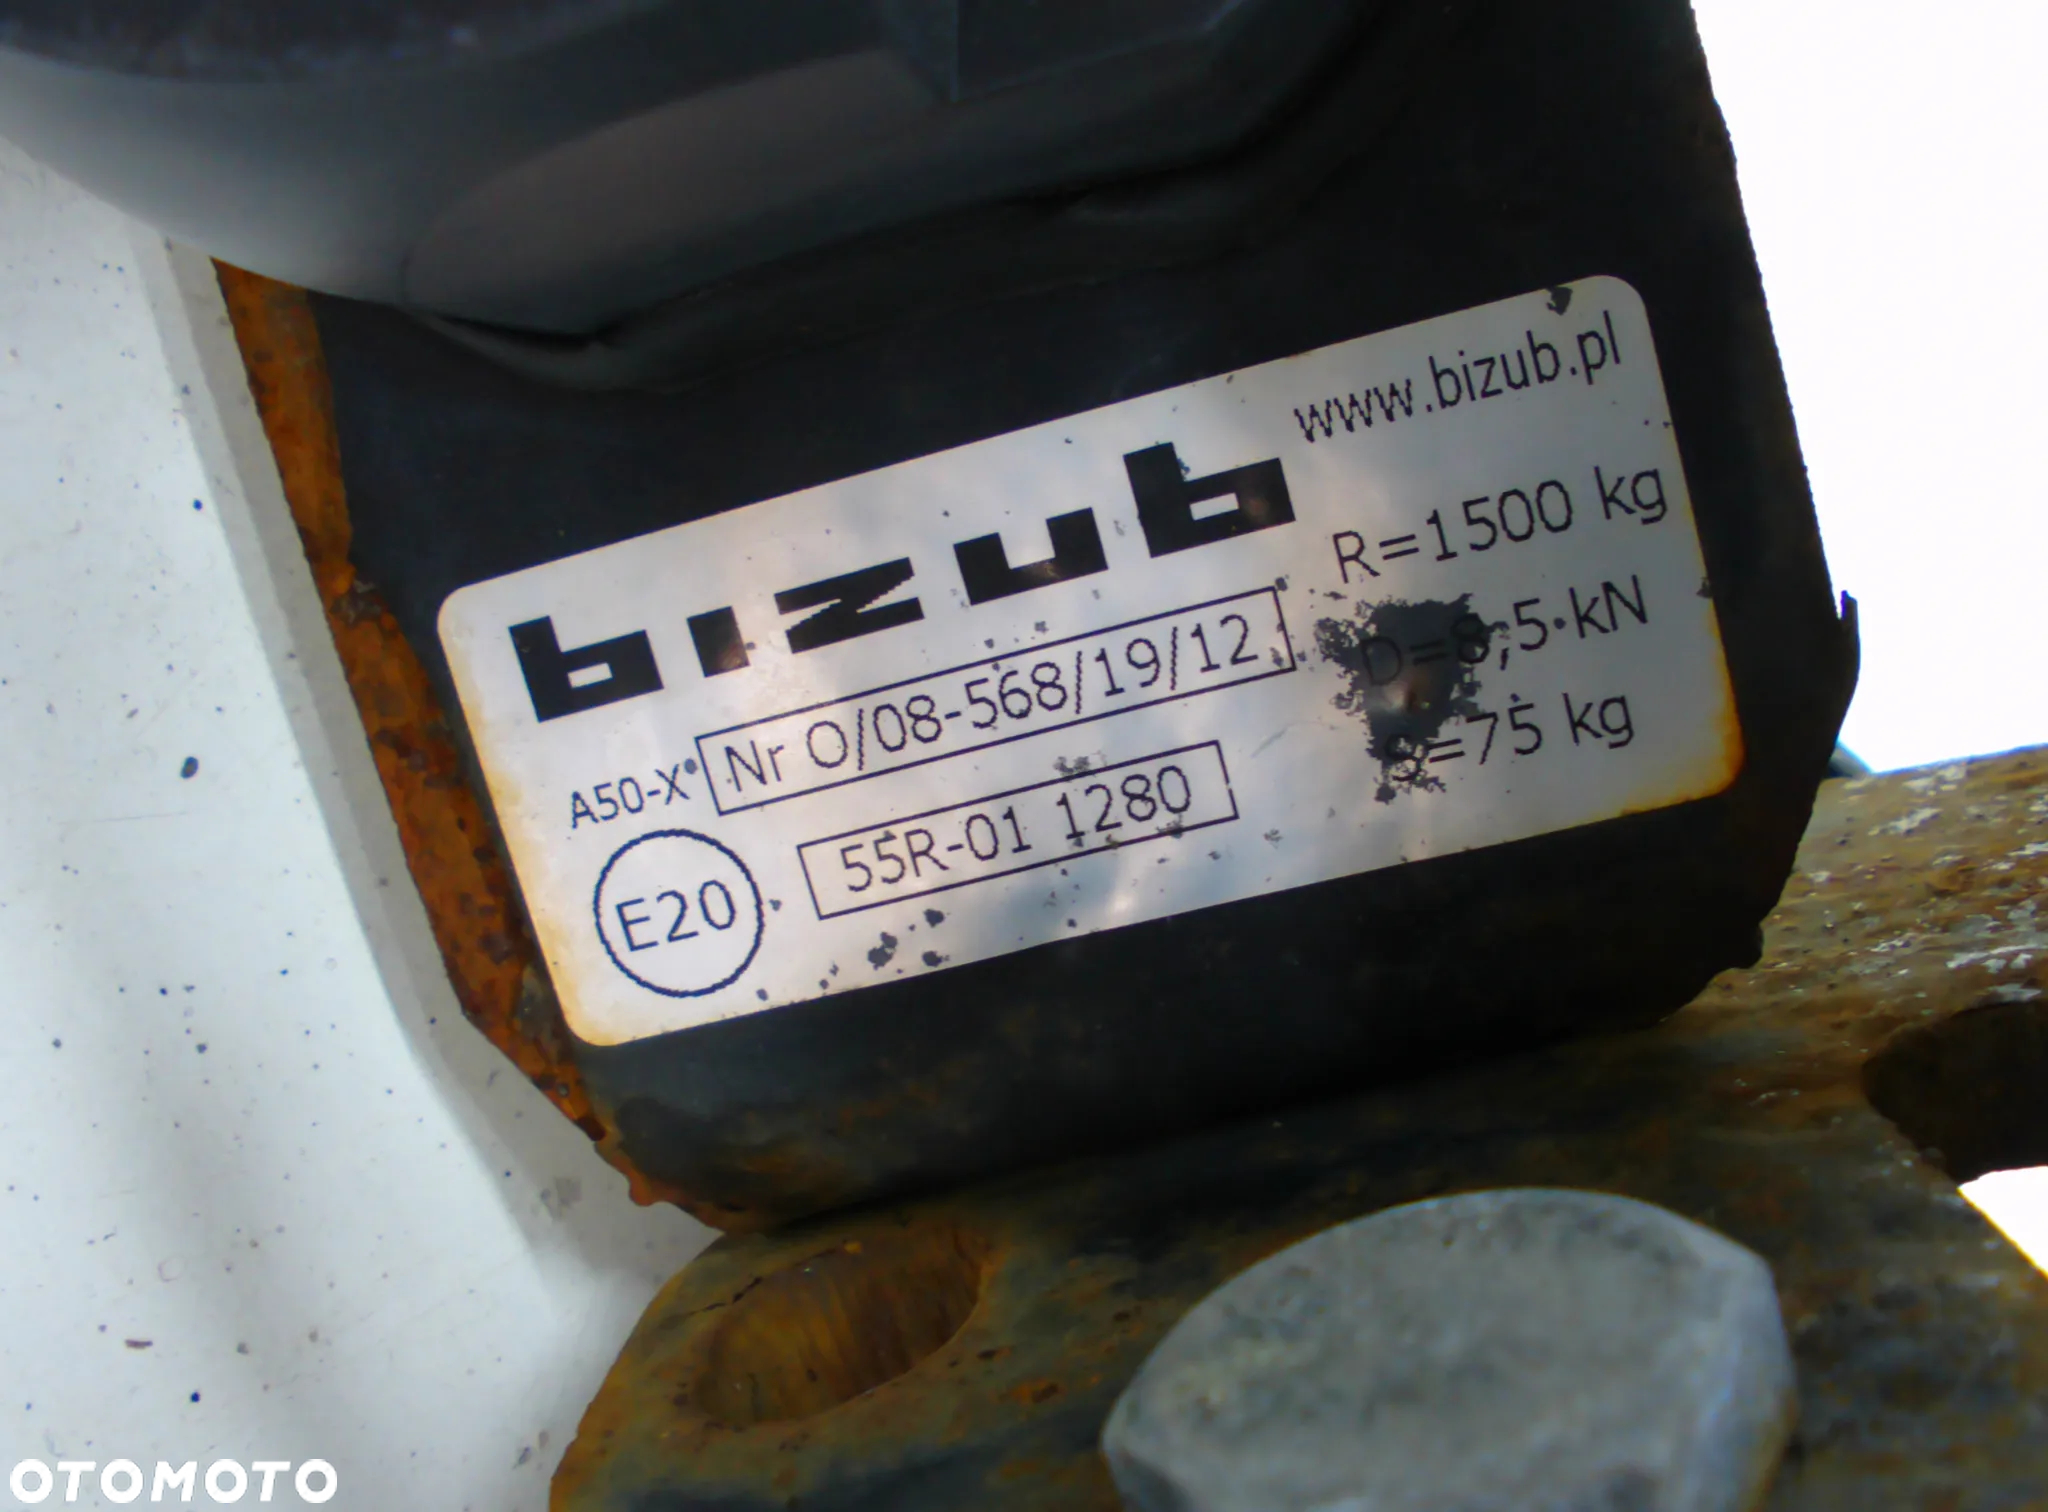 www.bizub.pl
bizub
R=1500 kg
A50-X Nr O/08-568/19/12
D=8,5·kN
E20 55R-01 1280
S=75 kg
OTOMOTO